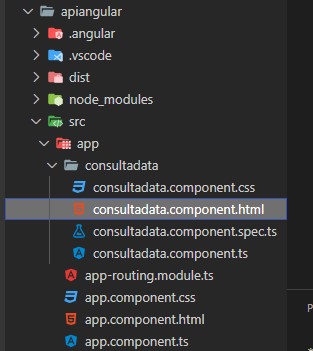 apiangular
.angular
.vscode
dist
node_modules
src
app
consultadata
consultadata.component.css
consultadata.component.html
consultadata.component.spec.ts
consultadata.component.ts
app-routing.module.ts
app.component.css
app.component.html
app.component.ts